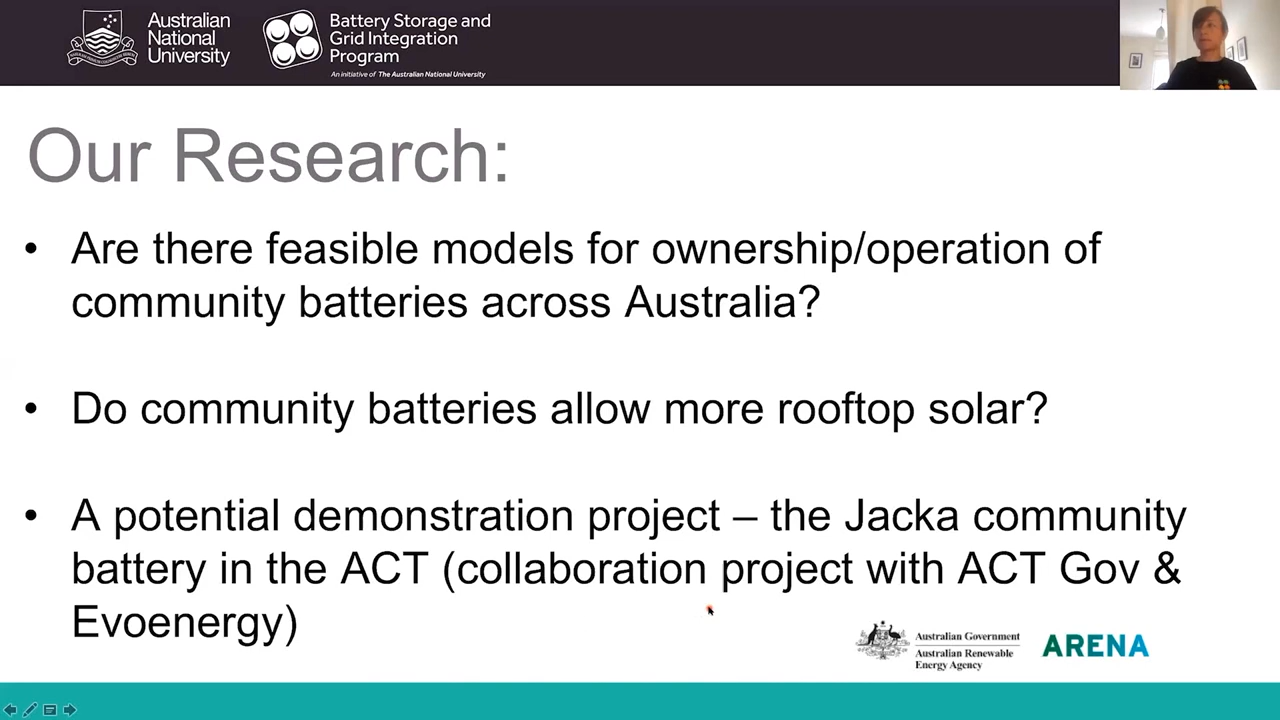 Australian
National
University
Battery Storage and
Grid Integration
Program
An initiative of The Australian National University
Our Research:
• Are there feasible models for ownership/operation of
community batteries across Australia?
• Do community batteries allow more rooftop solar?
• A potential demonstration project – the Jacka community
battery in the ACT (collaboration project with ACT Gov &
Evoenergy)
Australian Government
Australian Renewable
Energy Agency
ARENA